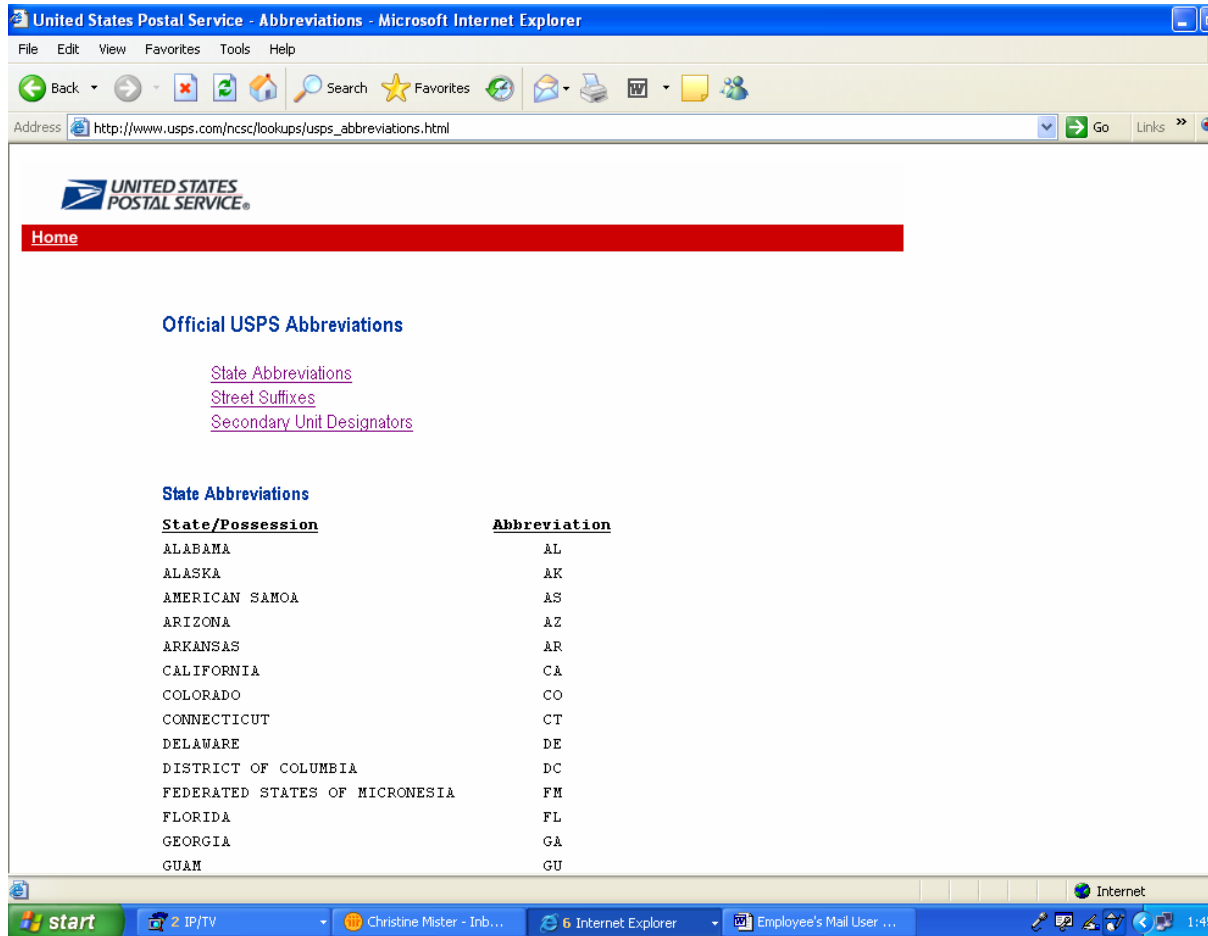 United States Postal Service - Abbreviations - Microsoft Internet Explorer
File Edit View Favorites Tools Help
Back Search Favorites
Address http://www.usps.com/ncsc/lookups/usps_abbreviations.html Go Links »
UNITED STATES
POSTAL SERVICE®
Home
Official USPS Abbreviations
State Abbreviations
Street Suffixes
Secondary Unit Designators
State Abbreviations
State/Possession Abbreviation
ALABAMA AL
ALASKA AK
AMERICAN SAMOA AS
ARIZONA AZ
ARKANSAS AR
CALIFORNIA CA
COLORADO CO
CONNECTICUT CT
DELAWARE DE
DISTRICT OF COLUMBIA DC
FEDERATED STATES OF MICRONESIA FM
FLORIDA FL
GEORGIA GA
GUAM GU
Internet
start 2 IP/TV Christine Mister - Inb... 6 Internet Explorer Employee's Mail User ...